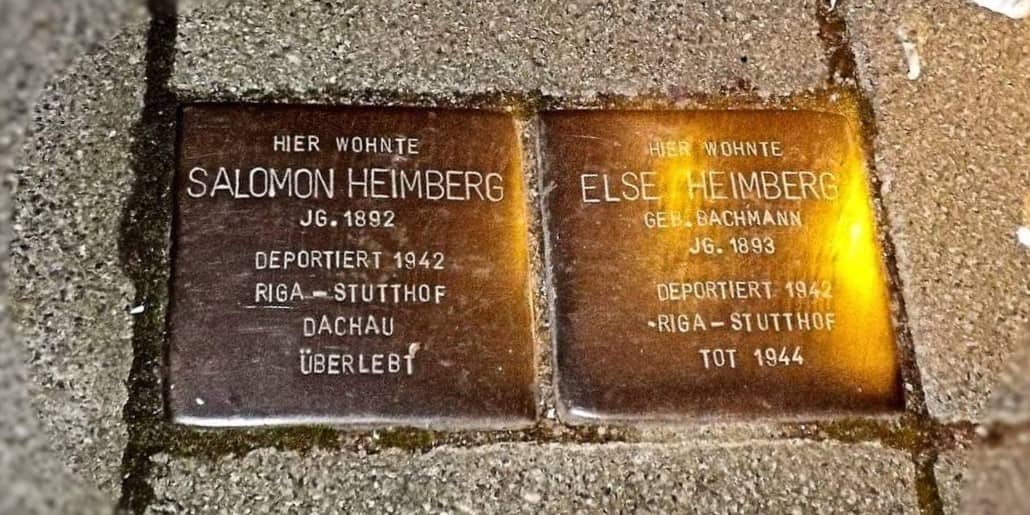 HIER WOHNTE
SALOMON HEIMBERG
JG. 1892
DEPORTIERT 1942
RIGA – STUTTHOF
DACHAU
ÜBERLEBT
HIER WOHNTE
ELSE HEIMBERG
GEB. BACHMANN
JG. 1893
DEPORTIERT 1942
RIGA – STUTTHOF
TOT 1944